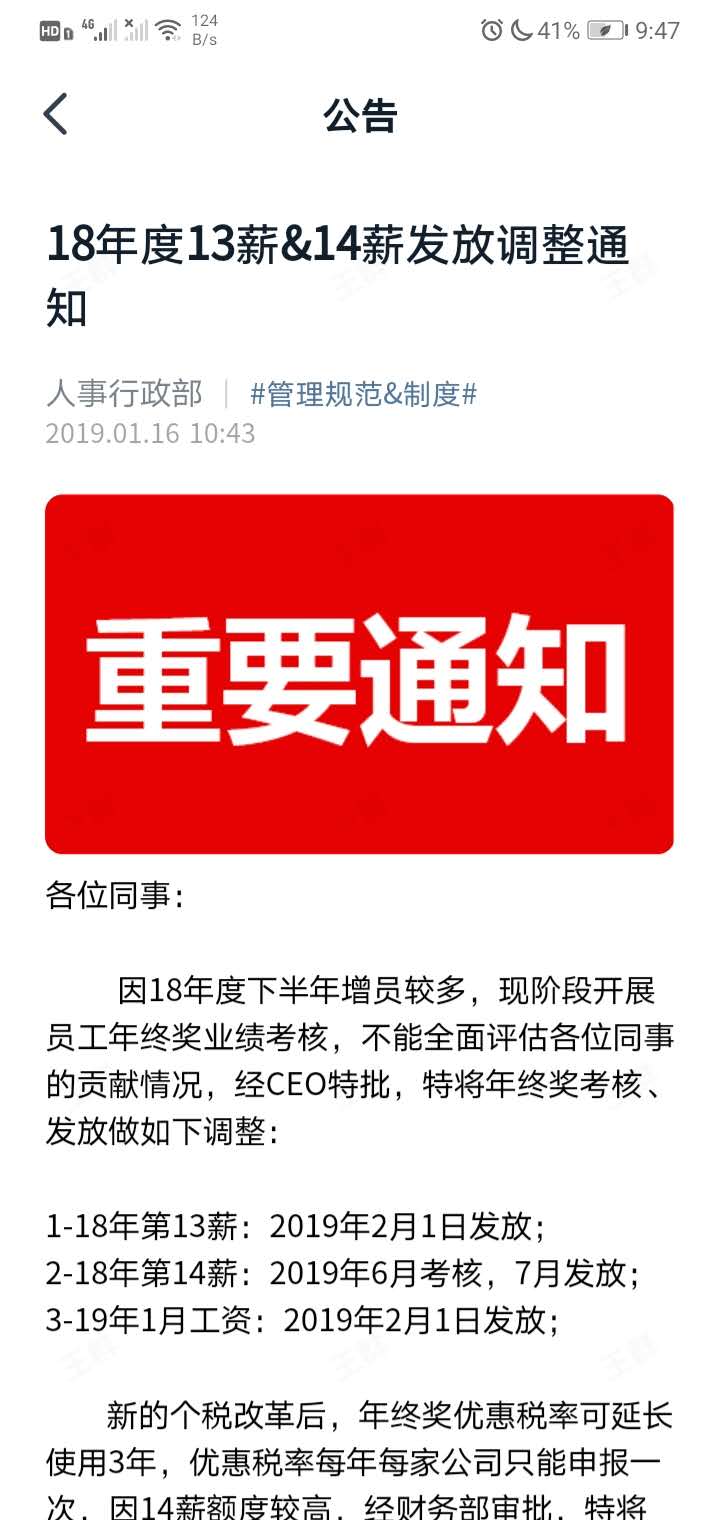 HD 1 4G 124 B/s 41% 9:47
公告
18年度13薪&14薪发放调整通
知
人事行政部 | #管理规范&制度#
2019.01.16 10:43
重要通知
各位同事：
因18年度下半年增员较多，现阶段开展
员工年终奖业绩考核，不能全面评估各位同事
的贡献情况，经CEO特批，特将年终奖考核、
发放做如下调整：
1-18年第13薪：2019年2月1日发放；
2-18年第14薪：2019年6月考核，7月发放；
3-19年1月工资：2019年2月1日发放；
新的个税改革后，年终奖优惠税率可延长
使用3年，优惠税率每年每家公司只能申报一
次，因14薪额度较高，经财务部审批，特将